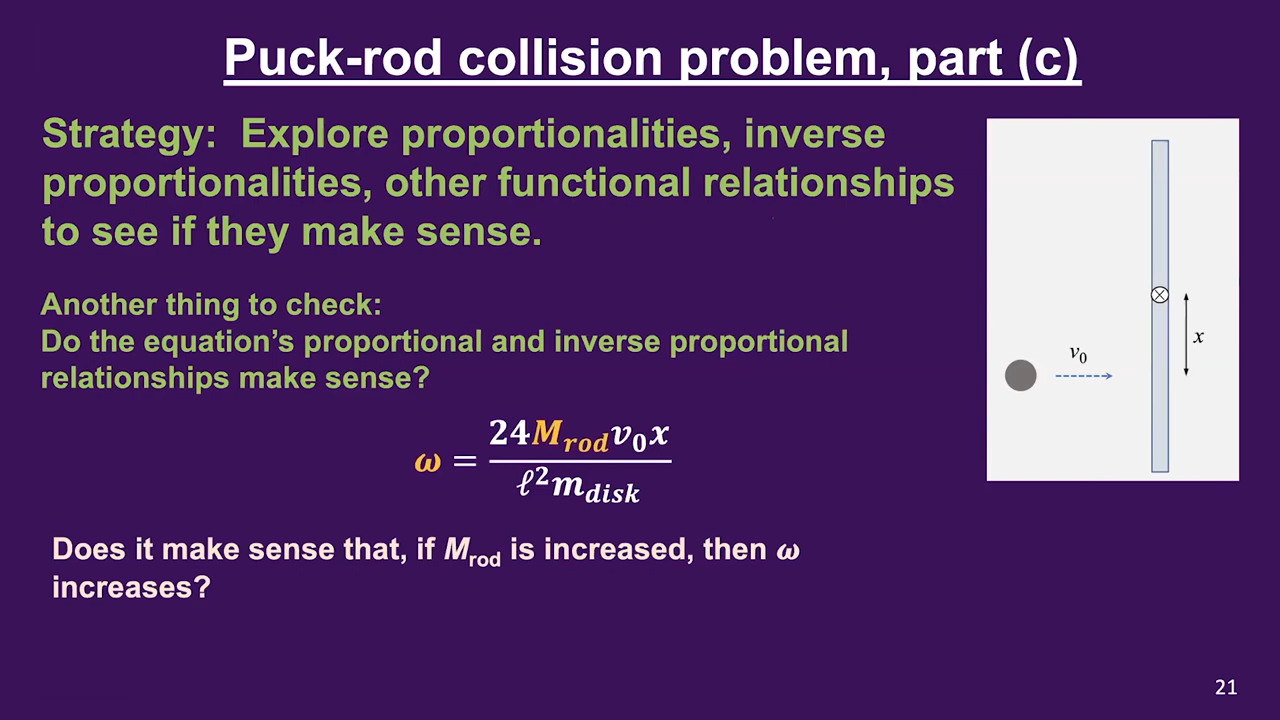 Puck-rod collision problem, part (c)
Strategy: Explore proportionalities, inverse
proportionalities, other functional relationships
to see if they make sense.
Another thing to check:
Do the equation's proportional and inverse proportional
relationships make sense?
ω = 24M_rod v_0 x / ℓ^2 m_disk
Does it make sense that, if M_rod is increased, then ω
increases?
v_0
x
21